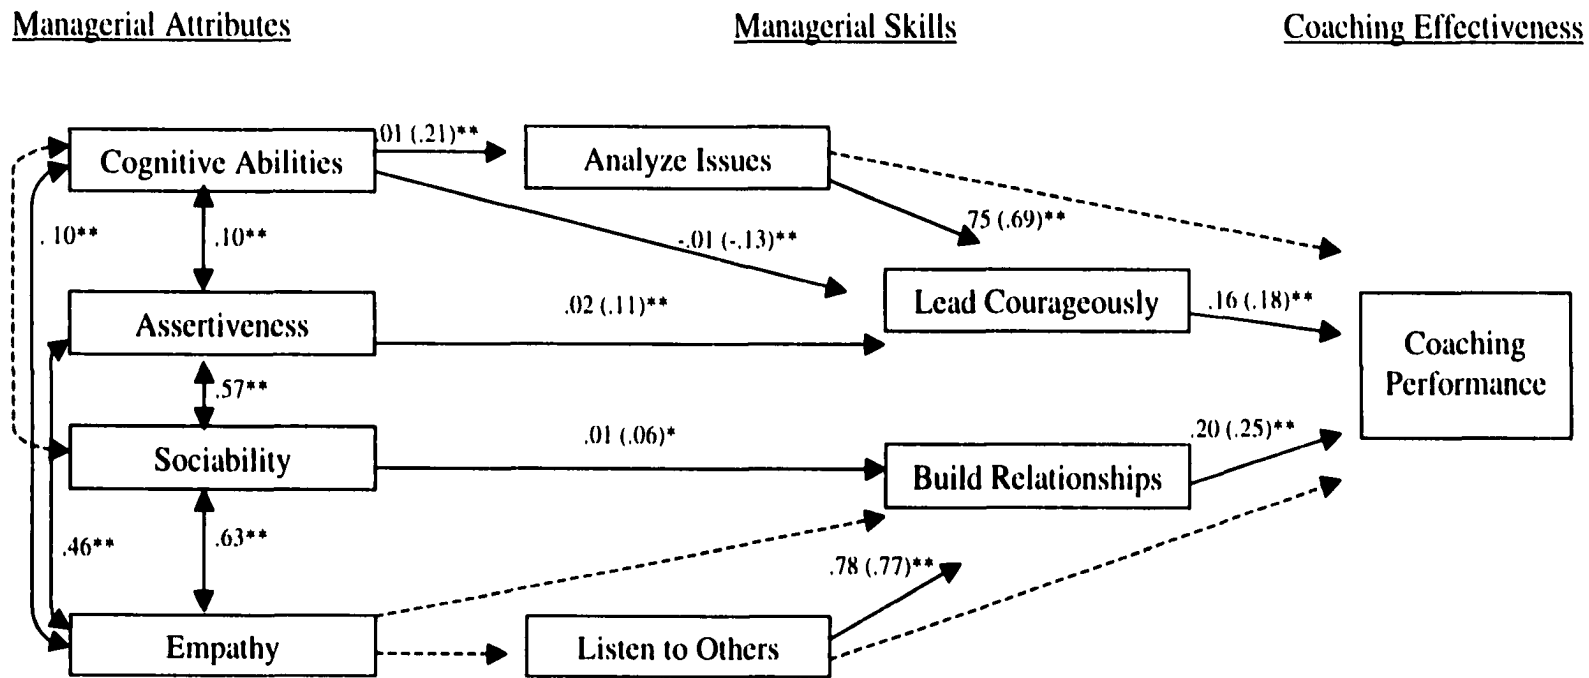 Managerial Attributes
Managerial Skills
Coaching Effectiveness
.01 (.21)**
Cognitive Abilities
Analyze Issues
.75 (.69)**
. 10**
.10**
-.01 (-.13)**
Lead Courageously
.02 (.11)**
.16 (.18)**
Assertiveness
Coaching
Performance
.57**
.01 (.06)*
.20 (.25)**
Sociability
Build Relationships
.46**
.63**
.78 (.77)**
Empathy
Listen to Others